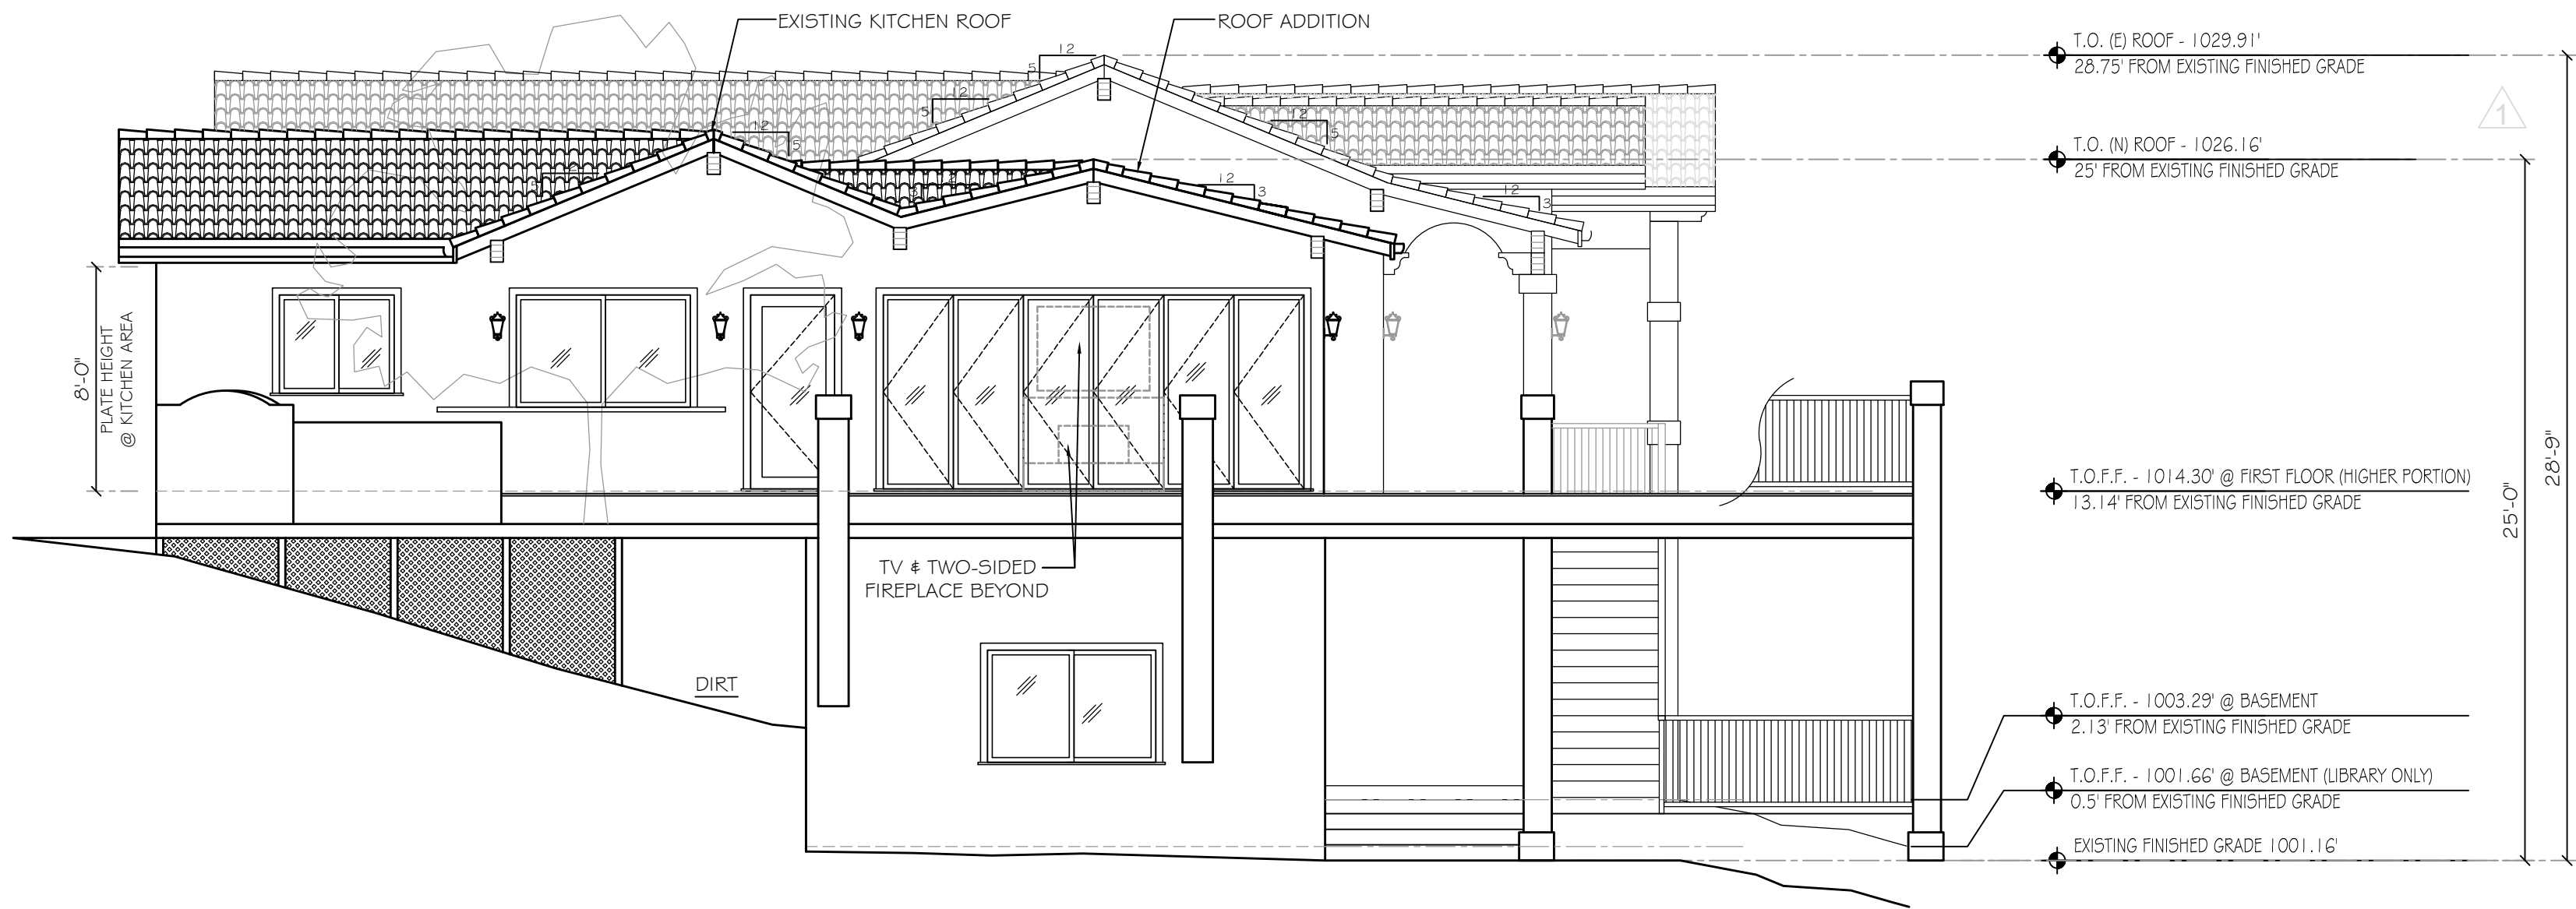 EXISTING KITCHEN ROOF
ROOF ADDITION
12
5
12
5
12
5
12
5
12
5
12
3
12
3
12
3
T.O. (E) ROOF - 1029.91'
28.75' FROM EXISTING FINISHED GRADE
1
T.O. (N) ROOF - 1026.16'
25' FROM EXISTING FINISHED GRADE
8'-0"
PLATE HEIGHT
@ KITCHEN AREA
T.O.F.F. - 1014.30' @ FIRST FLOOR (HIGHER PORTION)
13.14' FROM EXISTING FINISHED GRADE
28'-9"
25'-0"
TV & TWO-SIDED
FIREPLACE BEYOND
DIRT
T.O.F.F. - 1003.29' @ BASEMENT
2.13' FROM EXISTING FINISHED GRADE
T.O.F.F. - 1001.66' @ BASEMENT (LIBRARY ONLY)
0.5' FROM EXISTING FINISHED GRADE
EXISTING FINISHED GRADE 1001.16'